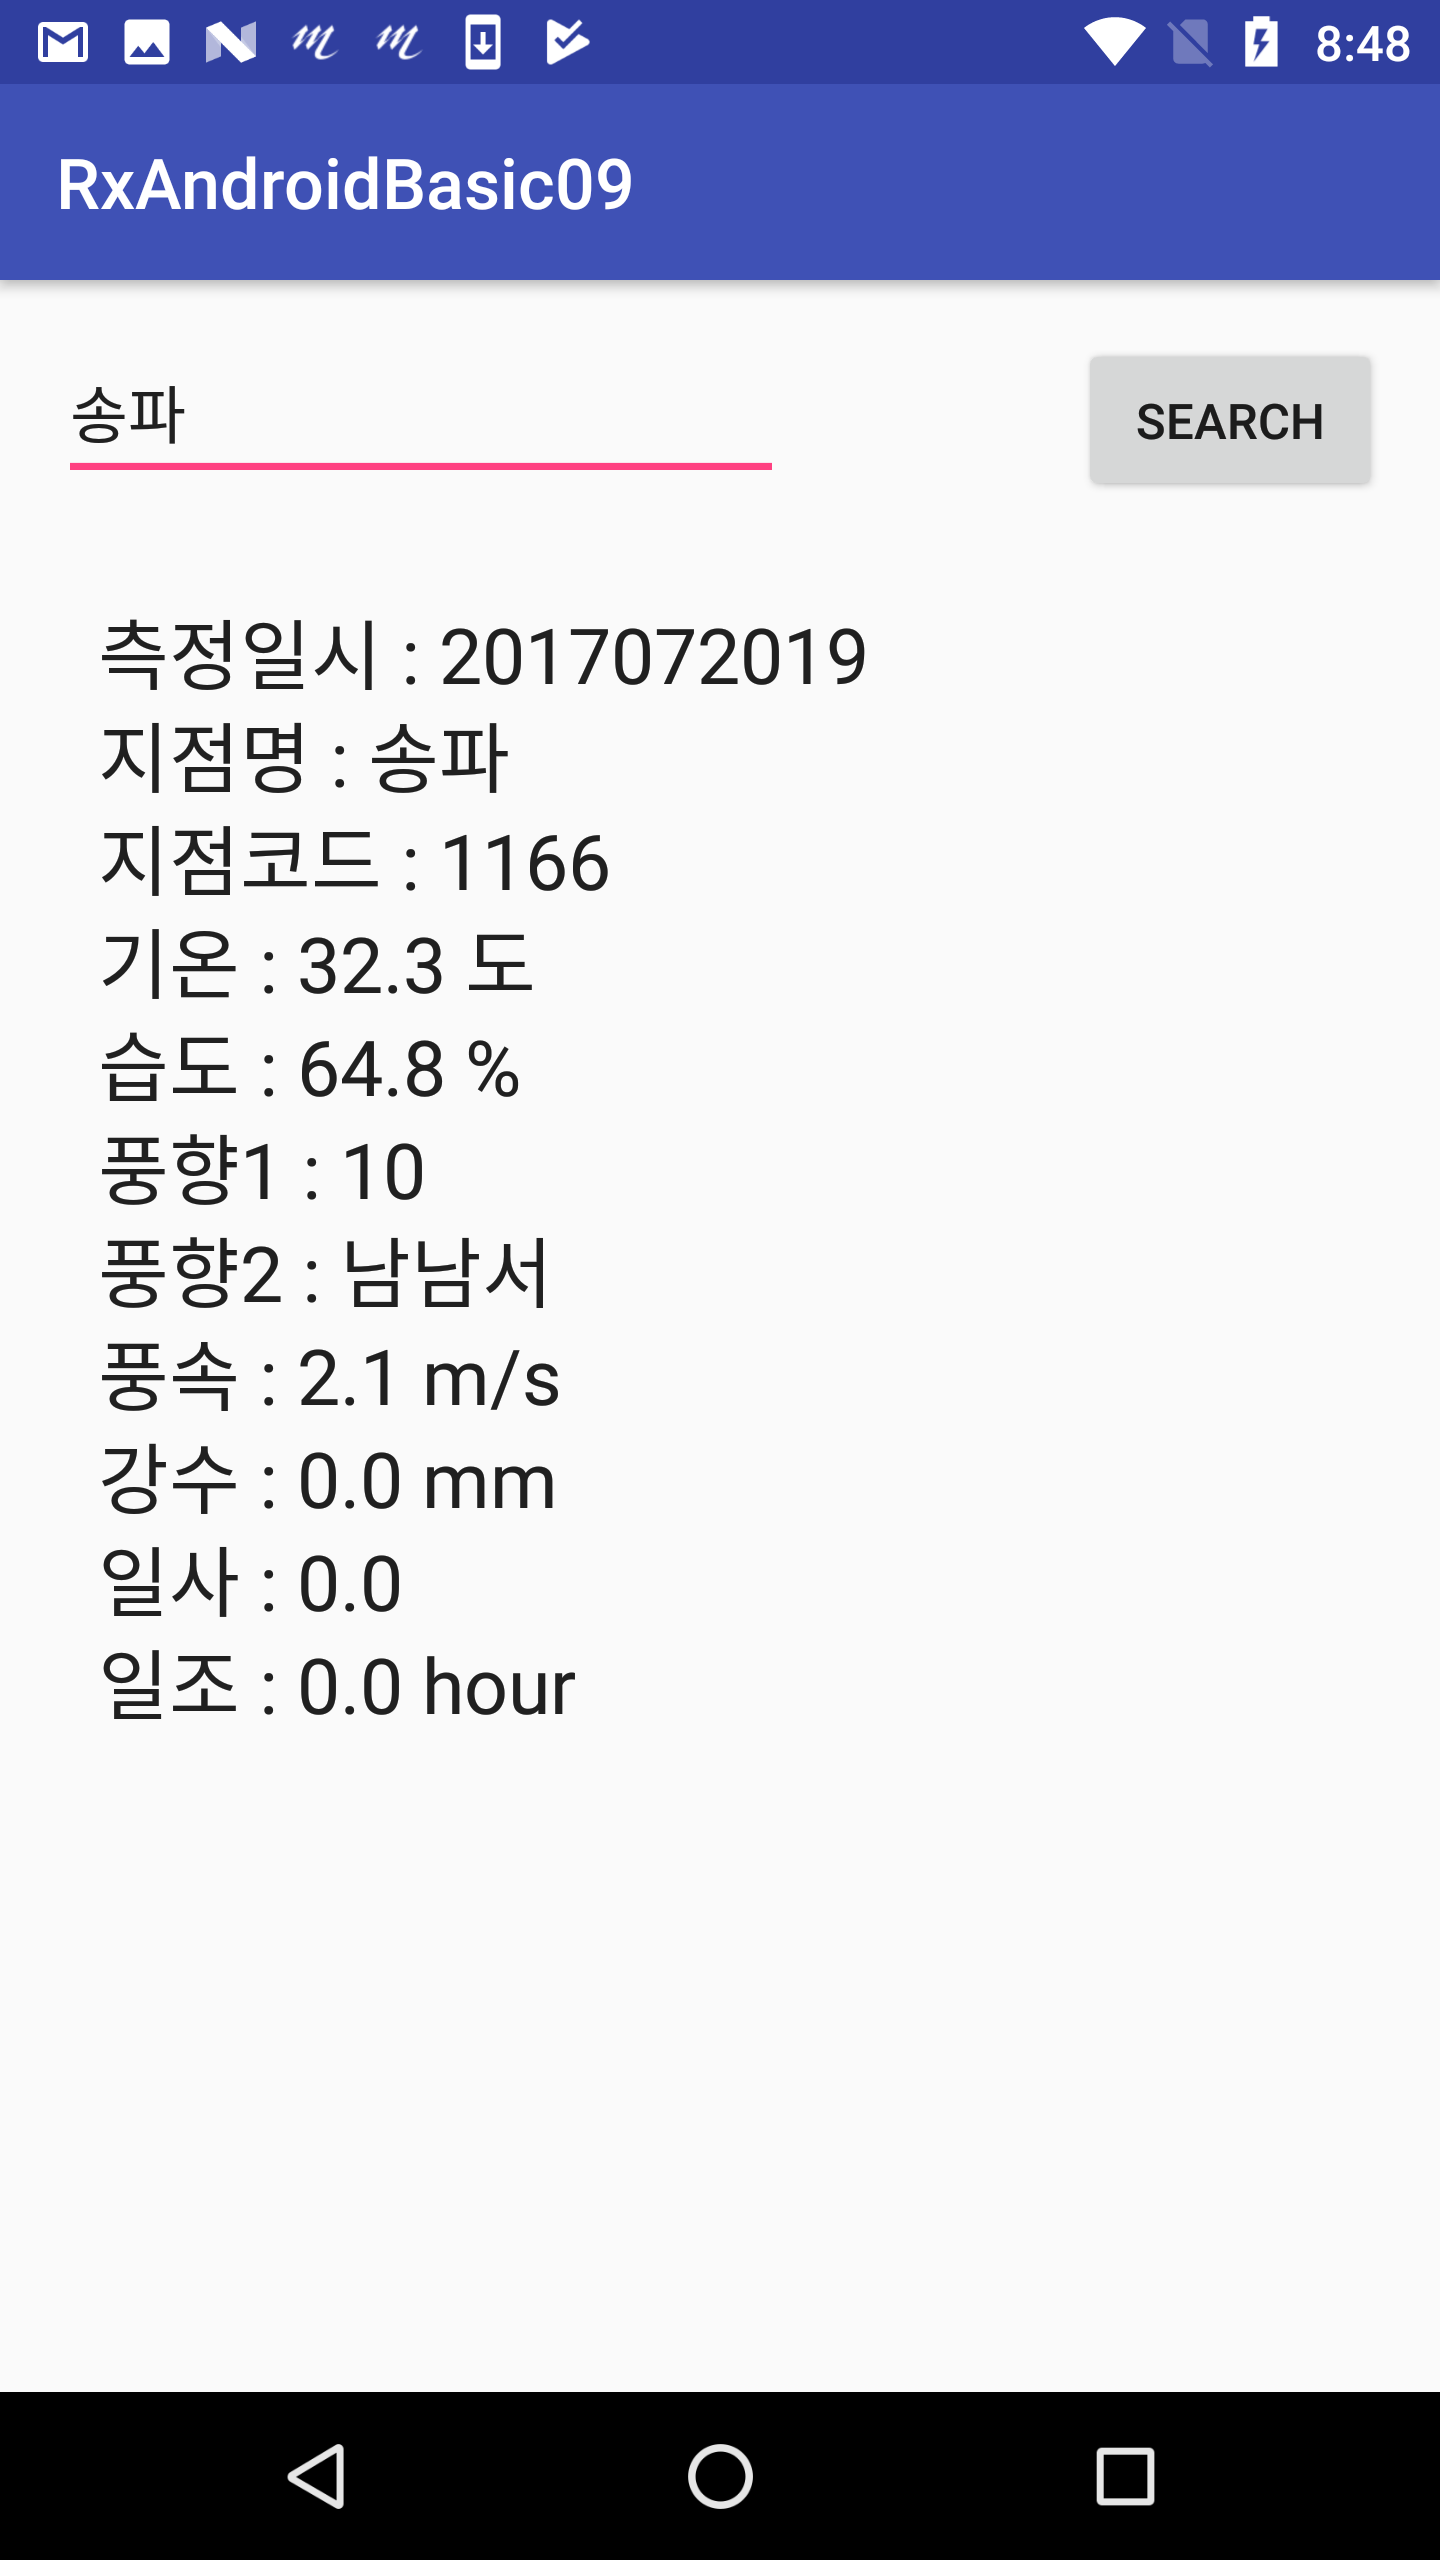 8:48
RxAndroidBasic09
송파
SEARCH
측정일시 : 2017072019
지점명 : 송파
지점코드 : 1166
기온 : 32.3 도
습도 : 64.8 %
풍향1 : 10
풍향2 : 남남서
풍속 : 2.1 m/s
강수 : 0.0 mm
일사 : 0.0
일조 : 0.0 hour